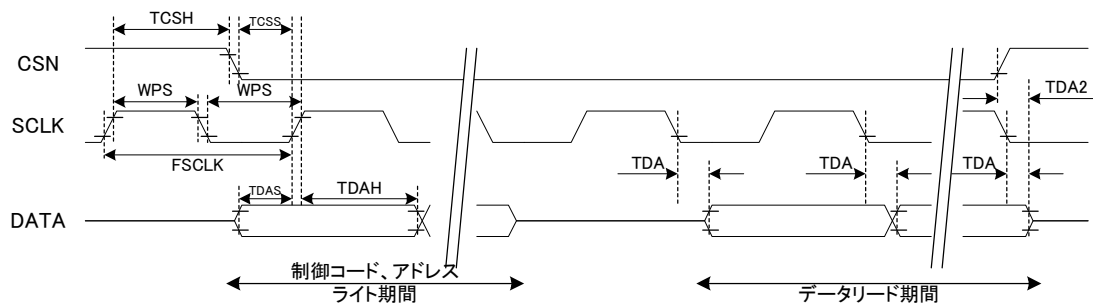 TCSH
TCSS
CSN
WPS
WPS
TDA2
SCLK
FSCLK
TDA
TDA
TDA
TDAS
TDAH
DATA
制御コード、アドレス
ライト期間
データリード期間